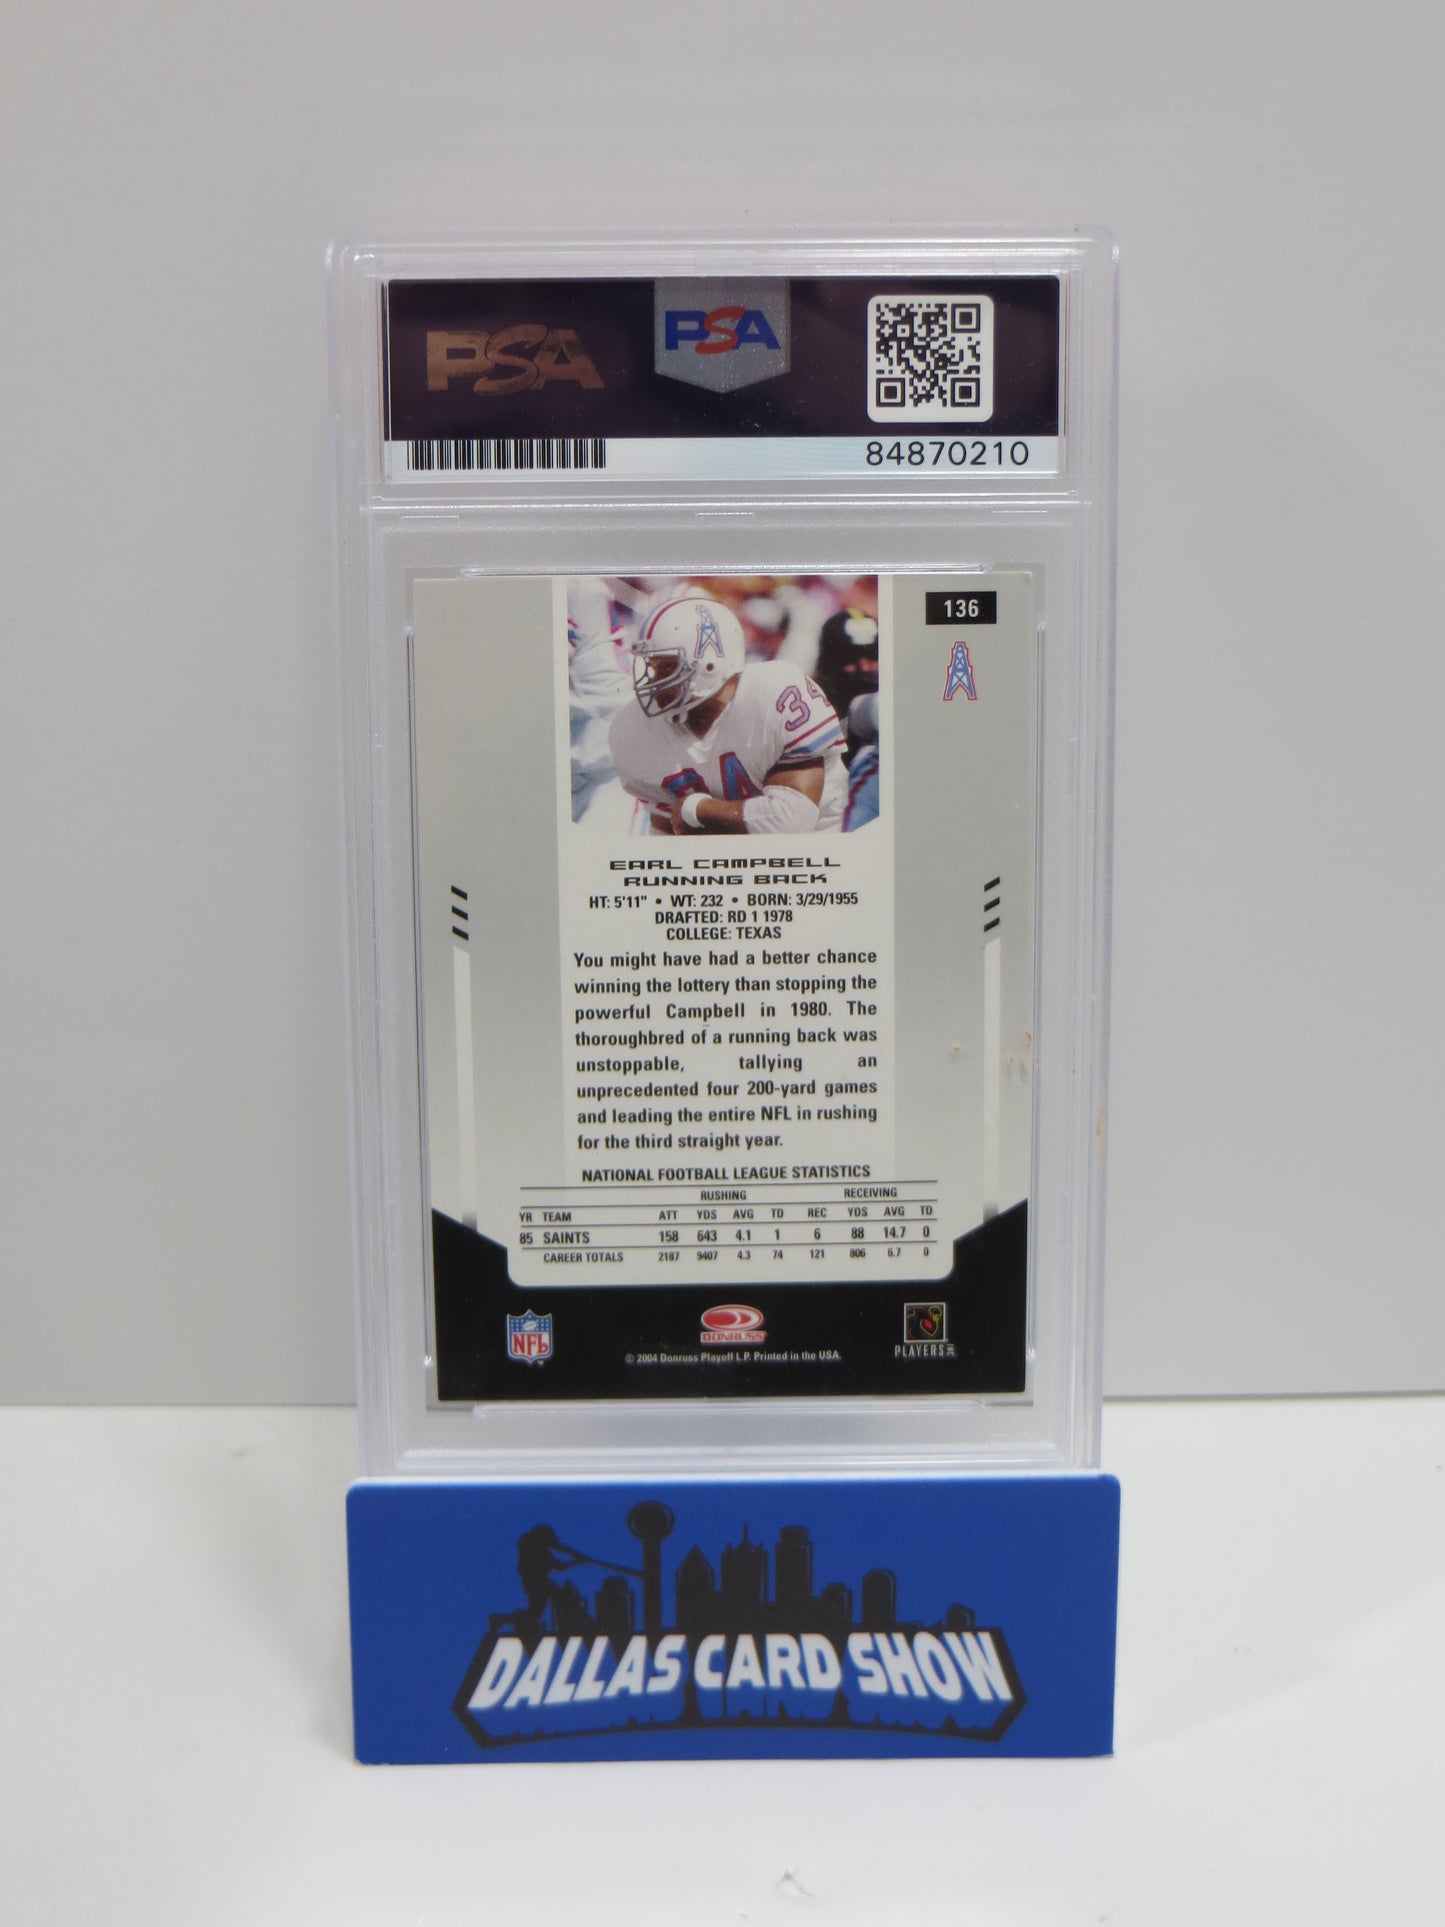 PSA
PSA
84870210
136
34
34
EARL CAMPBELL
RUNNING BACK
HT: 5'11" • WT: 232 • BORN: 3/29/1955
DRAFTED: RD 1 1978
COLLEGE: TEXAS
You might have had a better chance
winning the lottery than stopping the
powerful Campbell in 1980. The
thoroughbred of a running back was
unstoppable, tallying an
unprecedented four 200-yard games
and leading the entire NFL in rushing
for the third straight year.
NATIONAL FOOTBALL LEAGUE STATISTICS
RUSHING RECEIVING
YR TEAM ATT YDS AVG TD REC YDS AVG TD
85 SAINTS 158 643 4.1 1 6 88 14.7 0
CAREER TOTALS 2187 9407 4.3 74 121 806 6.7 0
NFL
DONRUSS
PLAYERS INC
© 2004 Donruss Playoff L.P. Printed in the USA.
DALLAS CARD SHOW